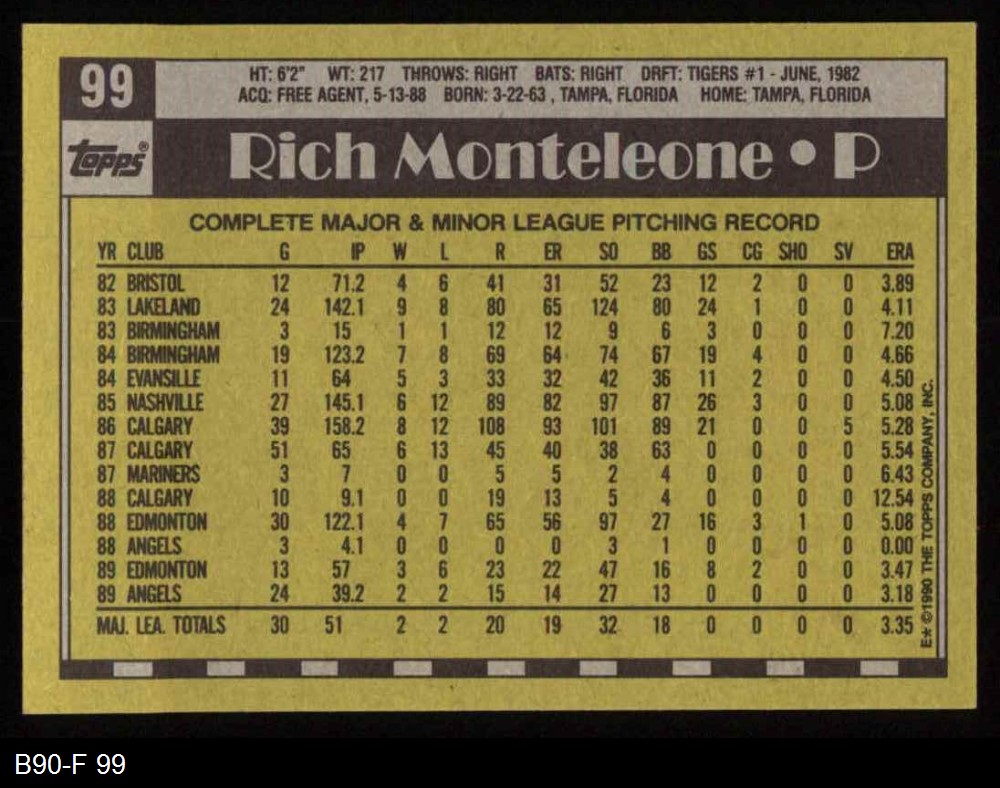 99
HT: 6'2" WT: 217 THROWS: RIGHT BATS: RIGHT DRFT: TIGERS #1 - JUNE, 1982
ACQ: FREE AGENT, 5-13-88 BORN: 3-22-63 , TAMPA, FLORIDA HOME: TAMPA, FLORIDA
topps®
Rich Monteleone • P
COMPLETE MAJOR & MINOR LEAGUE PITCHING RECORD
YR CLUB G IP W L R ER SO BB GS CG SHO SV ERA
82 BRISTOL 12 71.2 4 6 41 31 52 23 12 2 0 0 3.89
83 LAKELAND 24 142.1 9 8 80 65 124 80 24 1 0 0 4.11
83 BIRMINGHAM 3 15 1 1 12 12 9 6 3 0 0 0 7.20
84 BIRMINGHAM 19 123.2 7 8 69 64 74 67 19 4 0 0 4.66
84 EVANSILLE 11 64 5 3 33 32 42 36 11 2 0 0 4.50
85 NASHVILLE 27 145.1 6 12 89 82 97 87 26 3 0 0 5.08
86 CALGARY 39 158.2 8 12 108 93 101 89 21 0 0 5 5.28
87 CALGARY 51 65 6 13 45 40 38 63 0 0 0 0 5.54
87 MARINERS 3 7 0 0 5 5 2 4 0 0 0 0 6.43
88 CALGARY 10 9.1 0 0 19 13 5 4 0 0 0 0 12.54
88 EDMONTON 30 122.1 4 7 65 56 97 27 16 3 1 0 5.08
88 ANGELS 3 4.1 0 0 0 0 3 1 0 0 0 0 0.00
89 EDMONTON 13 57 3 6 23 22 47 16 8 2 0 0 3.47
89 ANGELS 24 39.2 2 2 15 14 27 13 0 0 0 0 3.18
MAJ. LEA. TOTALS 30 51 2 2 20 19 32 18 0 0 0 0 3.35
E* ©1990 THE TOPPS COMPANY, INC.
B90-F 99